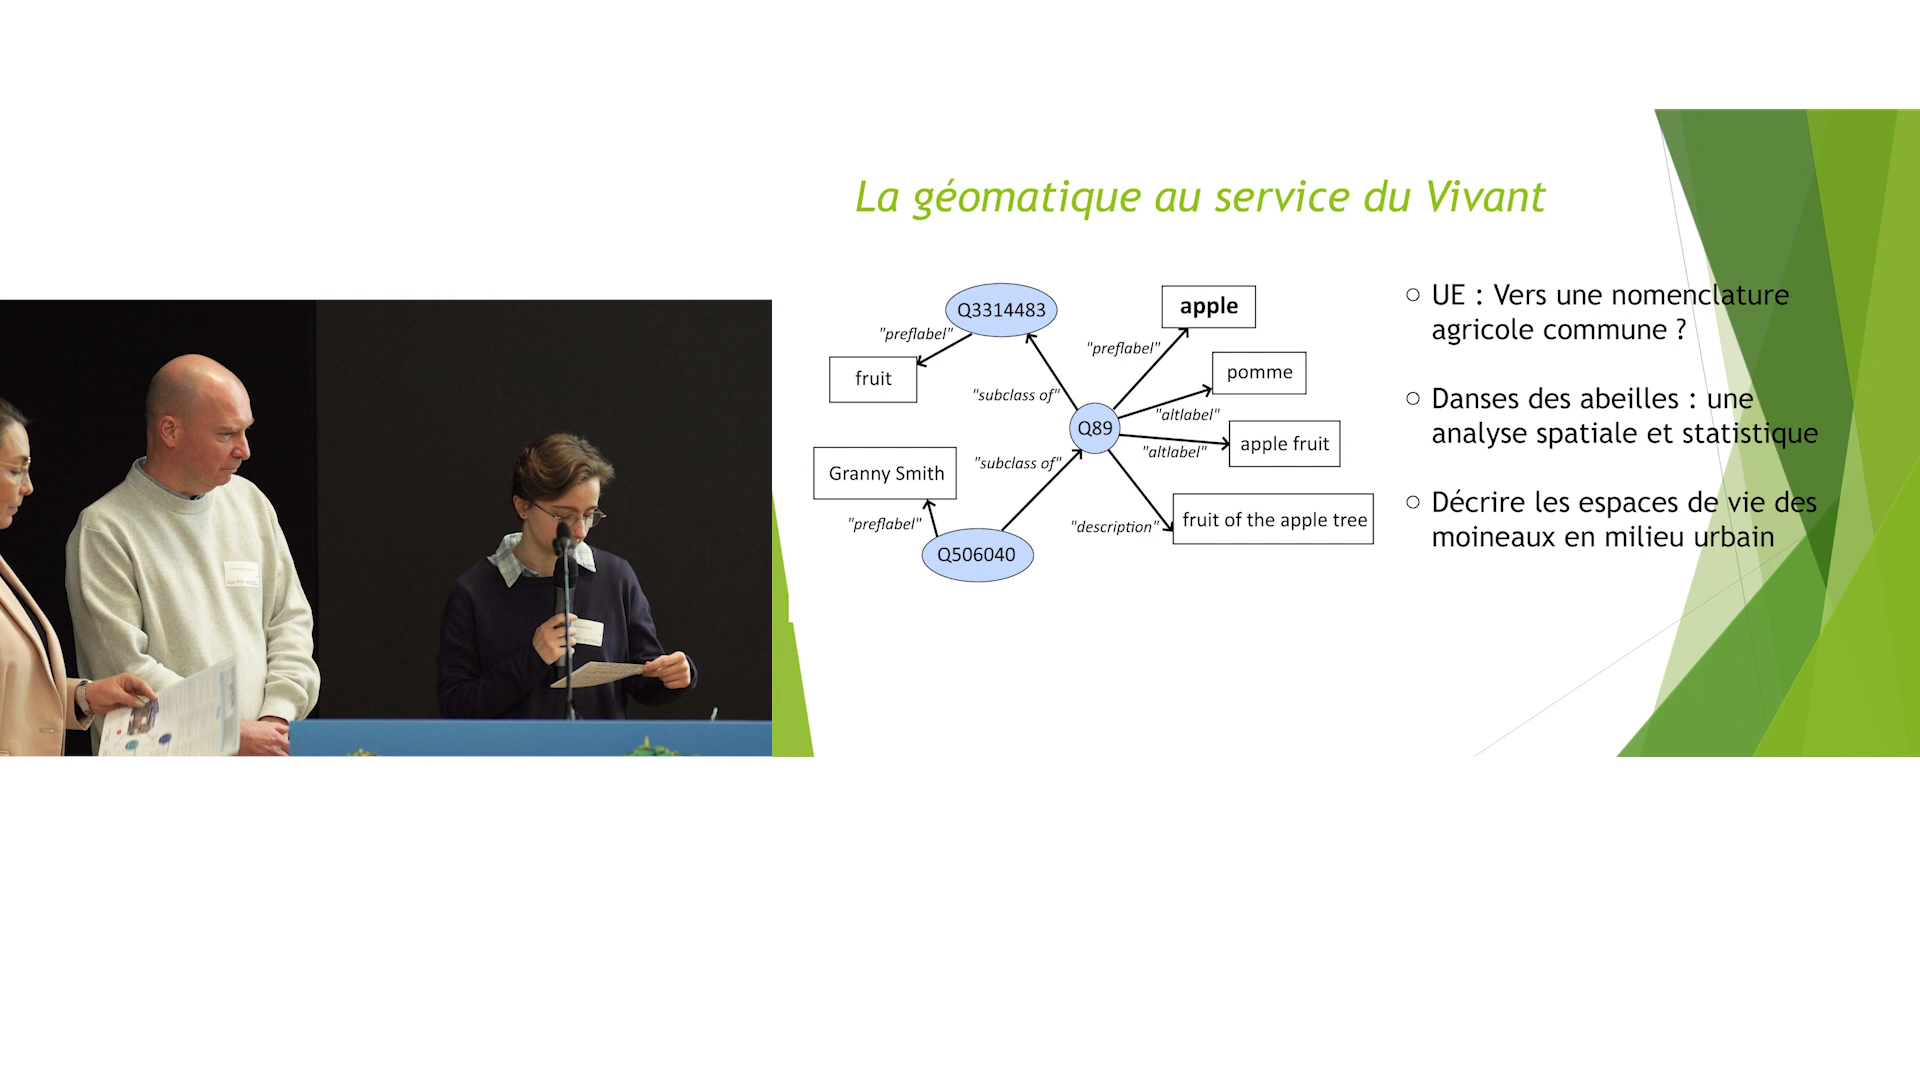 La géomatique au service du Vivant
Q3314483
"preflabel"
fruit
"subclass of"
apple
"preflabel"
pomme
"altlabel"
Q89
apple fruit
"altlabel"
"subclass of"
Granny Smith
"preflabel"
Q506040
"description"
fruit of the apple tree
UE : Vers une nomenclature
agricole commune ?
Danses des abeilles : une
analyse spatiale et statistique
Décrire les espaces de vie des
moineaux en milieu urbain